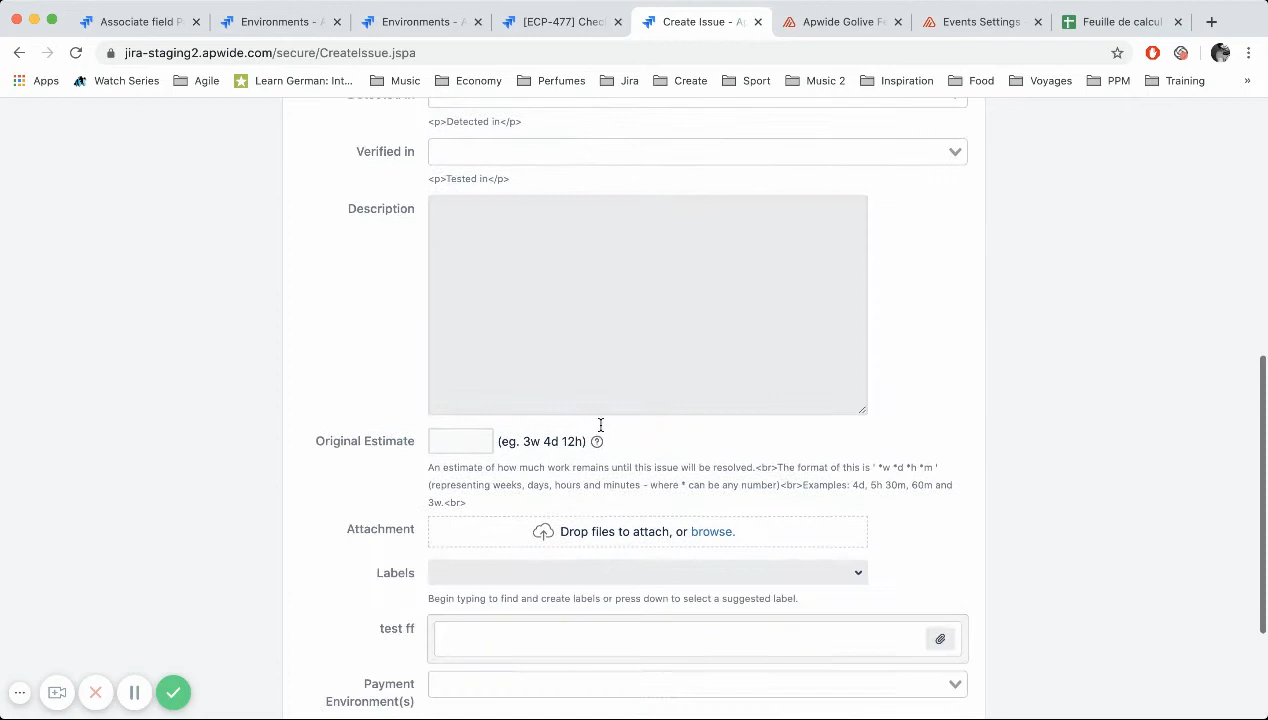 Associate field P
Environments - A
Environments - A
[ECP-477] Chec
Create Issue - Ap
Apwide Golive Fe
Events Settings
Feuille de calcul
jira-staging2.apwide.com/secure/CreateIssue.jspa
Apps
Watch Series
Agile
Learn German: Int...
Music
Economy
Perfumes
Jira
Create
Sport
Music 2
Inspiration
Food
Voyages
PPM
Training
»
<p>Detected in</p>
Verified in
<p>Tested in</p>
Description
Original Estimate
(eg. 3w 4d 12h)
An estimate of how much work remains until this issue will be resolved.<br>The format of this is ' *w *d *h *m '
(representing weeks, days, hours and minutes - where * can be any number)<br>Examples: 4d, 5h 30m, 60m and
3w.<br>
Attachment
Drop files to attach, or browse.
Labels
Begin typing to find and create labels or press down to select a suggested label.
test ff
Payment
Environment(s)